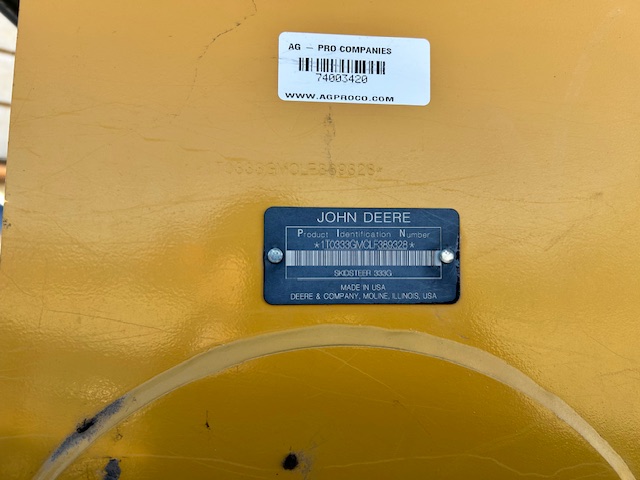 AG - PRO COMPANIES
74003420
WWW.AGPROCO.COM
JOHN DEERE
Product Identification Number
*1T0333GMCLF389328*
SKIDSTEER 333G
MADE IN USA
DEERE & COMPANY, MOLINE, ILLINOIS, USA